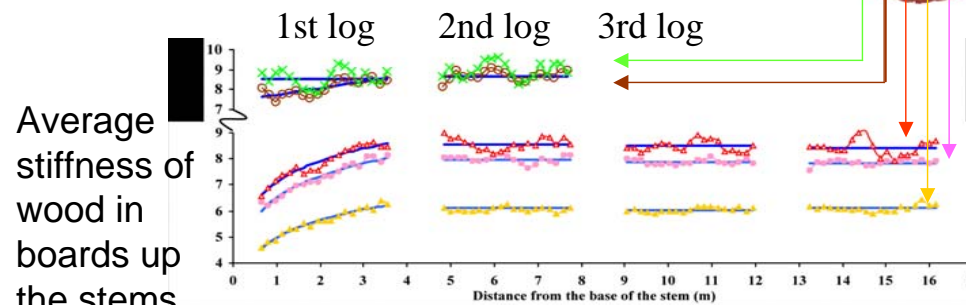 1st log 2nd log 3rd log
10
9
8
7
9
8
7
6
5
4
0 1 2 3 4 5 6 7 8 9 10 11 12 13 14 15 16
Distance from the base of the stem (m)
Average
stiffness of
wood in
boards up
the stems